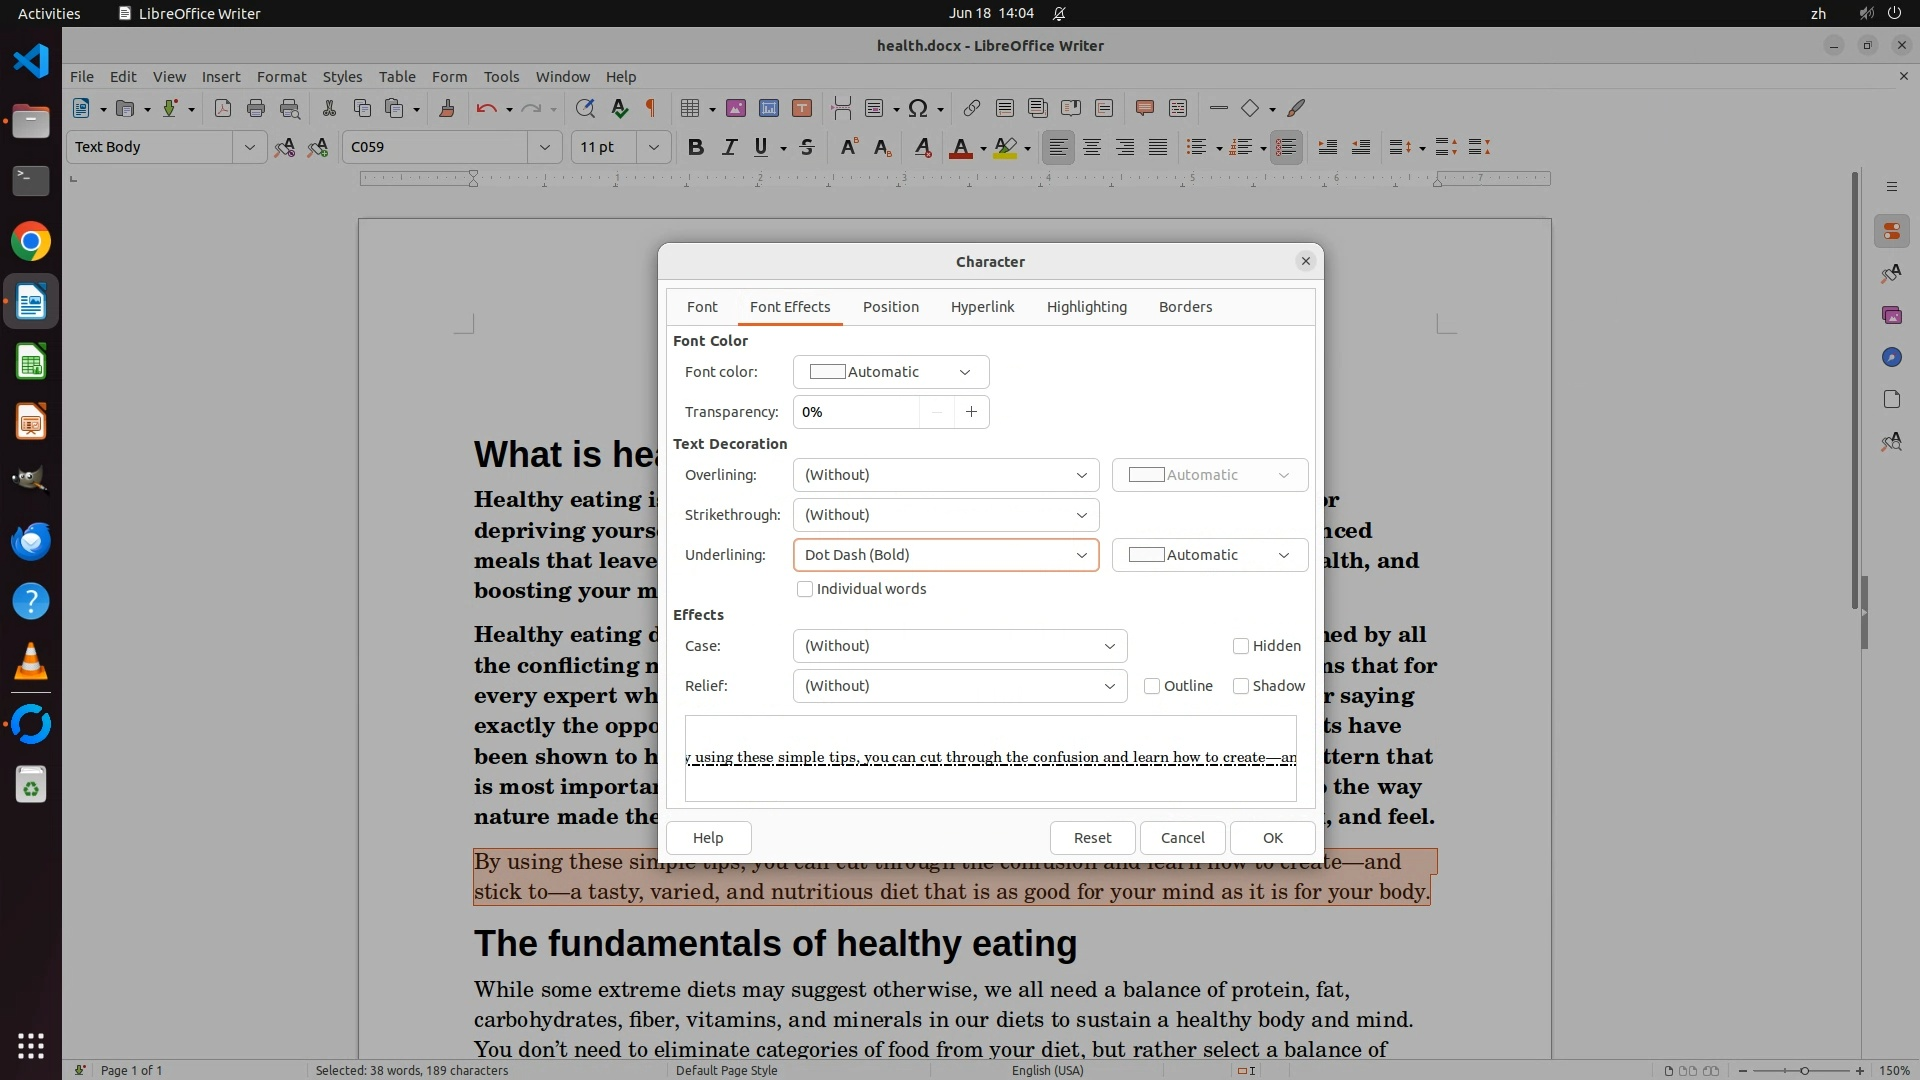 Activities
LibreOffice Writer
Jun 18 14:04
zh
health.docx - LibreOffice Writer
File Edit View Insert Format Styles Table Form Tools Window Help
Text Body
C059
11 pt
1 2 3 4 5 6 7
Character
Font Font Effects Position Hyperlink Highlighting Borders
Font Color
Font color: Automatic
Transparency: 0%
Text Decoration
Overlining: (Without) Automatic
Strikethrough: (Without)
Underlining: Dot Dash (Bold) Automatic
Individual words
Effects
Case: (Without) Hidden
Relief: (Without) Outline Shadow
using these simple tips, you can cut through the confusion and learn how to create—an
Help Reset Cancel OK
What is hea
Healthy eating i or
depriving yourse nced
meals that leave alth, and
boosting your m
Healthy eating d ned by all
the conflicting n ns that for
every expert wh r saying
exactly the oppo ts have
been shown to h ttern that
is most importan o the way
nature made the , and feel.
By using these simple tips, you can cut through the confusion and learn how to create—and
stick to—a tasty, varied, and nutritious diet that is as good for your mind as it is for your body.
The fundamentals of healthy eating
While some extreme diets may suggest otherwise, we all need a balance of protein, fat,
carbohydrates, fiber, vitamins, and minerals in our diets to sustain a healthy body and mind.
You don't need to eliminate categories of food from your diet, but rather select a balance of
Page 1 of 1
Selected: 38 words, 189 characters
Default Page Style
English (USA)
150%